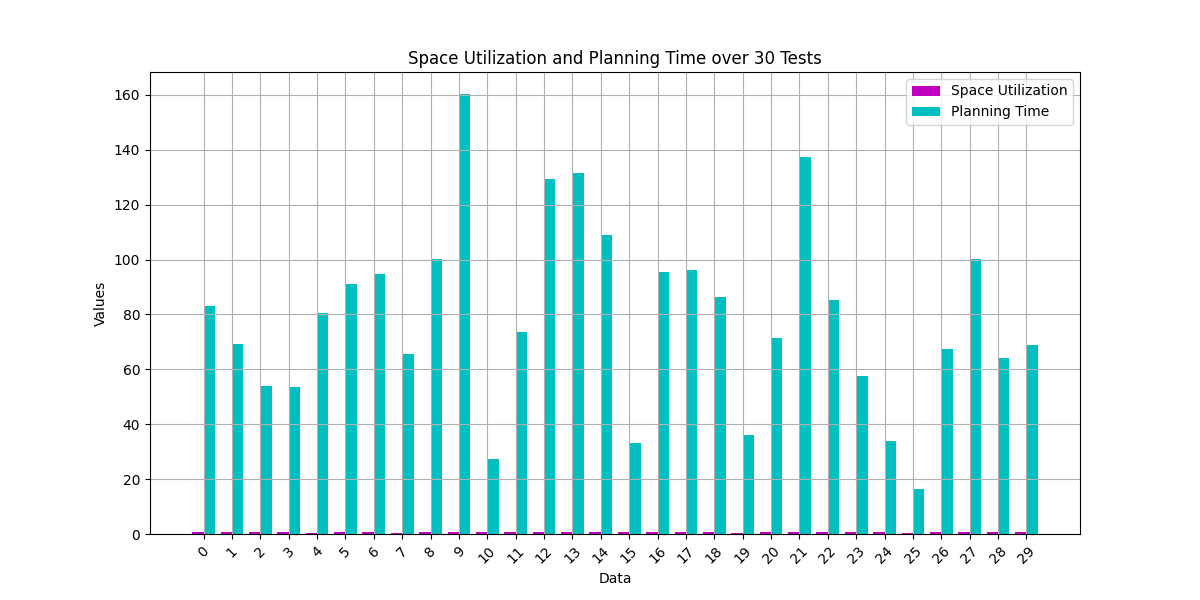 Space Utilization and Planning Time over 30 Tests
Space Utilization
Planning Time
Values
160
140
120
100
80
60
40
20
0
0 1 2 3 4 5 6 7 8 9 10 11 12 13 14 15 16 17 18 19 20 21 22 23 24 25 26 27 28 29
Data